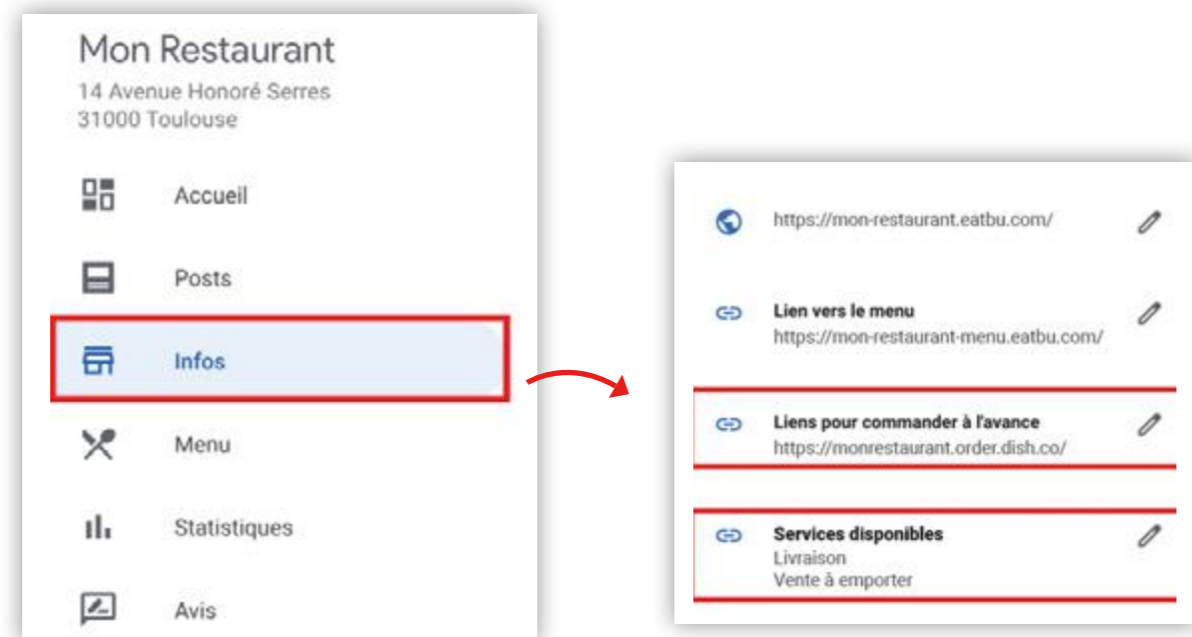 Mon Restaurant
14 Avenue Honoré Serres
31000 Toulouse
Accueil
Posts
Infos
Menu
Statistiques
Avis
https://mon-restaurant.eatbu.com/
Lien vers le menu
https://mon-restaurant-menu.eatbu.com/
Liens pour commander à l'avance
https://monrestaurant.order.dish.co/
Services disponibles
Livraison
Vente à emporter